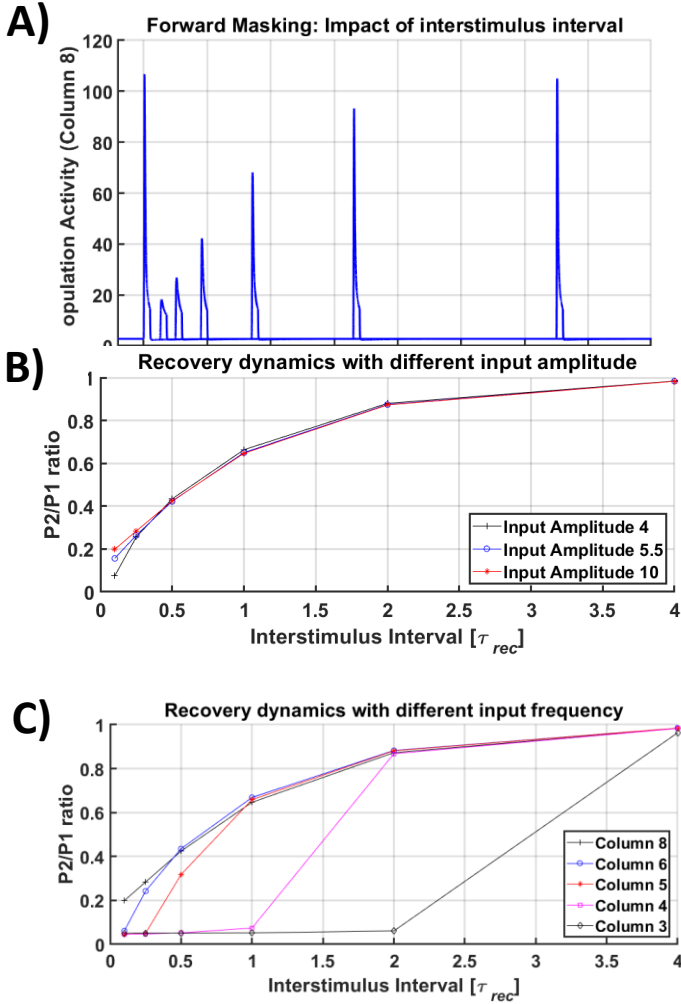 A)
Forward Masking: Impact of interstimulus interval
opulation Activity (Column 8)
120
100
80
60
40
20
0
B)
Recovery dynamics with different input amplitude
P2/P1 ratio
1
0.8
0.6
0.4
0.2
0
Input Amplitude 4
Input Amplitude 5.5
Input Amplitude 10
0 0.5 1 1.5 2 2.5 3 3.5 4
Interstimulus Interval [τ rec]
C)
Recovery dynamics with different input frequency
P2/P1 ratio
1
0.8
0.6
0.4
0.2
0
Column 8
Column 6
Column 5
Column 4
Column 3
0 0.5 1 1.5 2 2.5 3 3.5 4
Interstimulus Interval [τ rec]